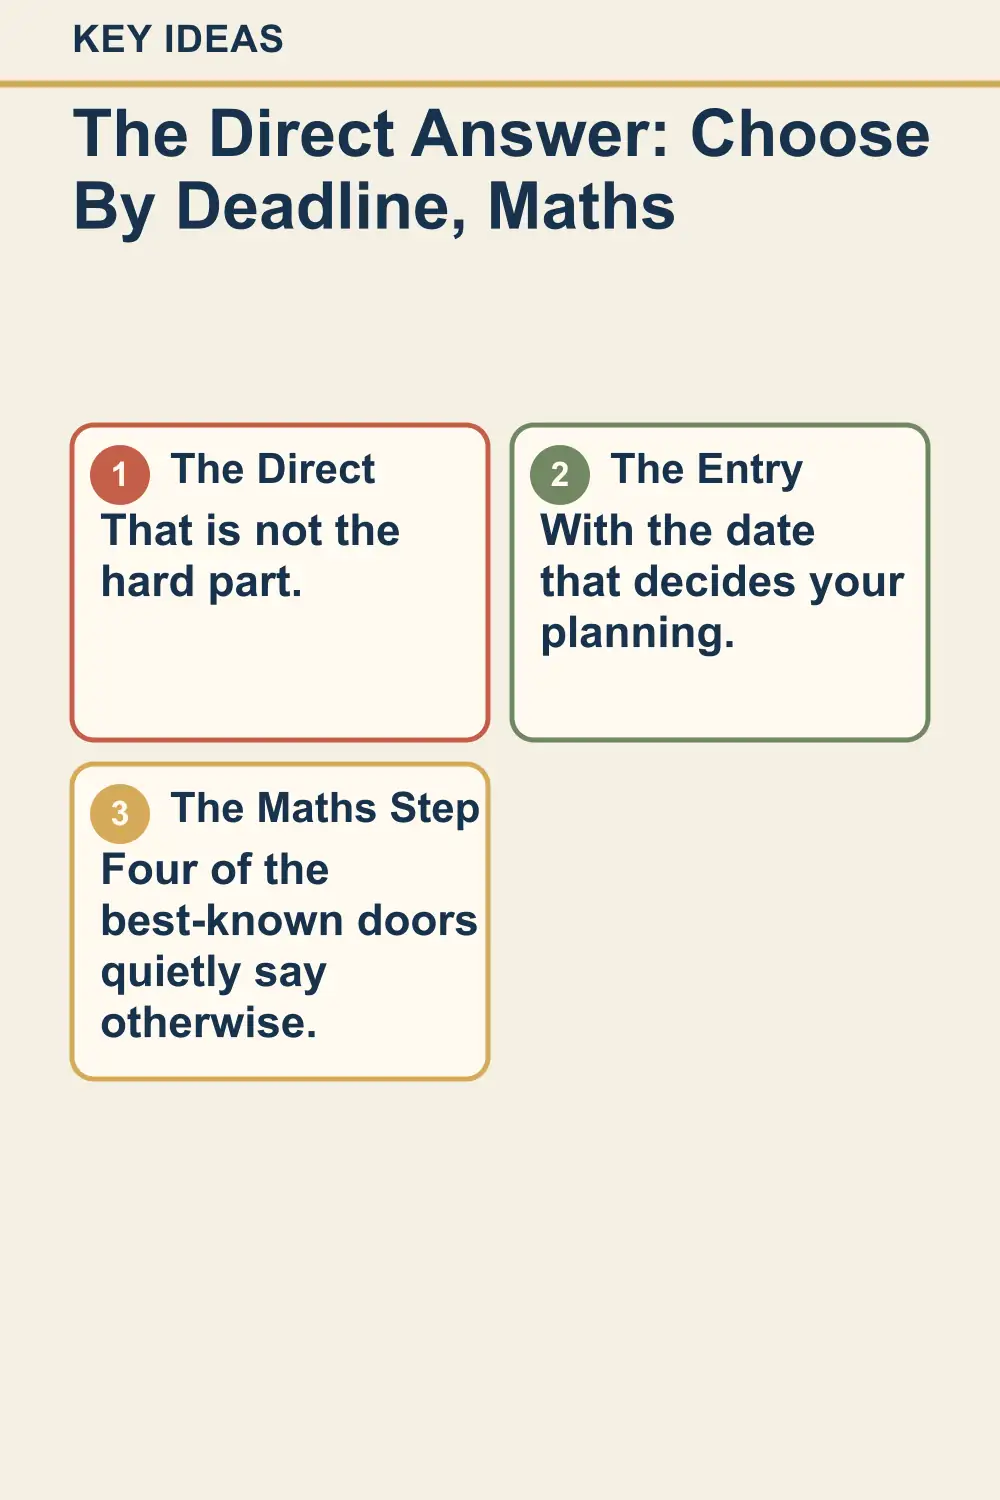 KEY IDEAS
The Direct Answer: Choose
By Deadline, Maths
1 The Direct
That is not the
hard part.
2 The Entry
With the date
that decides your
planning.
3 The Maths Step
Four of the
best-known doors
quietly say
otherwise.